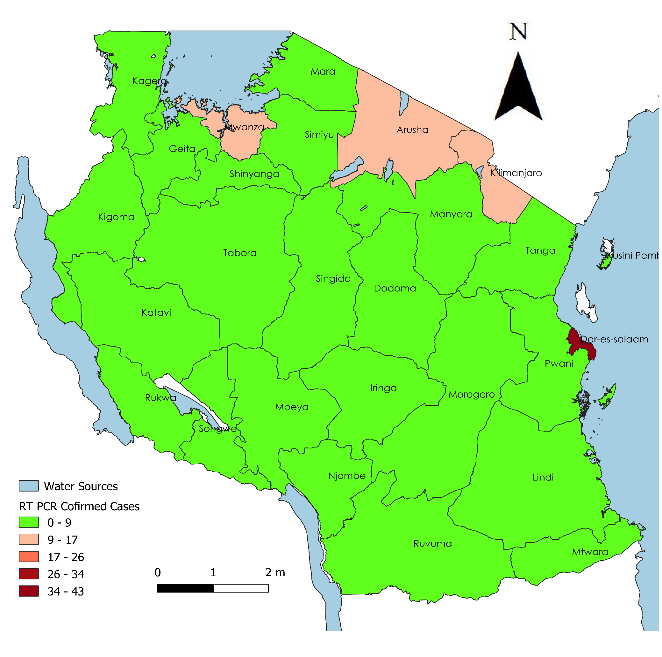 N
Mara
Kagera
Arusha
Mwanza
Simiyu
Geita
Shinyanga
Kilimanjaro
Kigoma
Manyara
Tabora
Tanga
Kusini Pemb
Singida
Dodoma
Katavi
Dar-es-salaam
Pwani
Iringa
Rukwa
Morogoro
Mbeya
Songwe
Njombe
Lindi
Water Sources
RT PCR Cofirmed Cases
0 - 9
9 - 17
17 - 26
26 - 34
34 - 43
0 1 2 m
Ruvuma
Mtwara